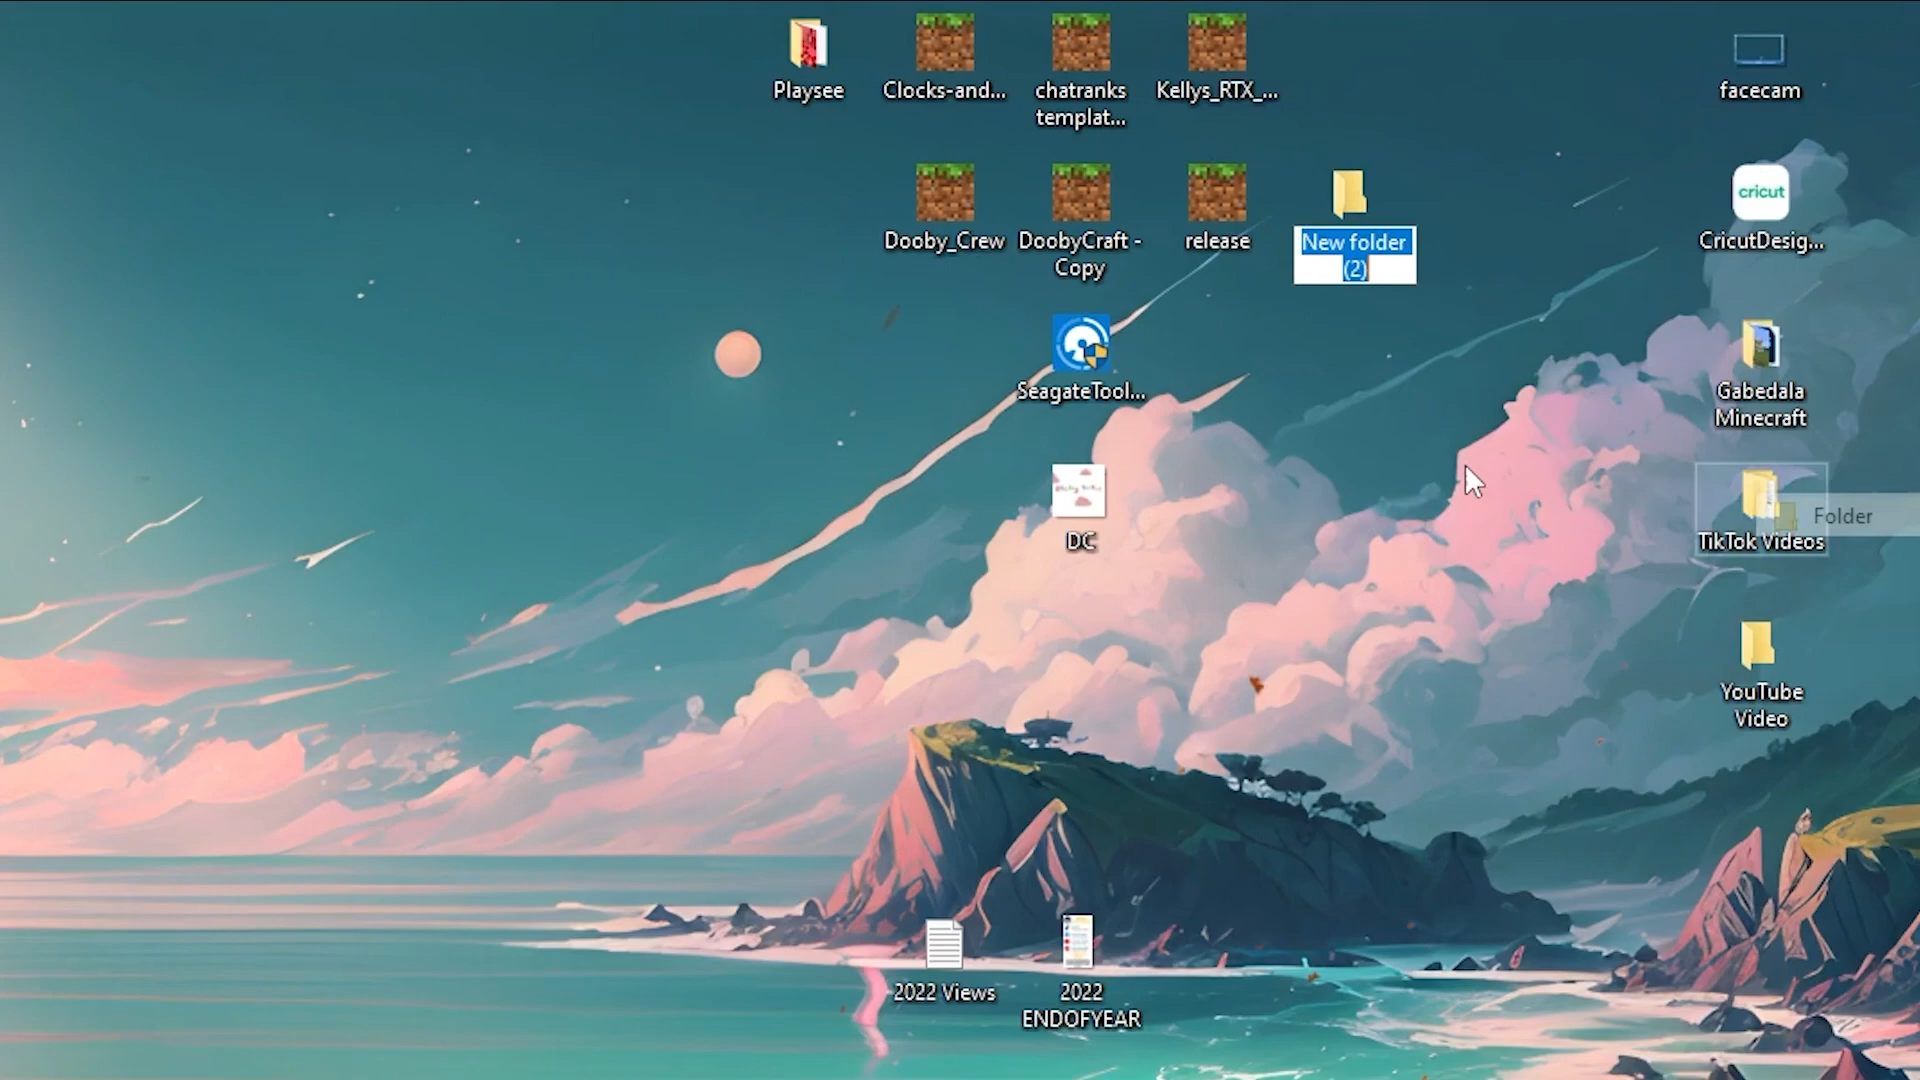 Playsee
Clocks-and...
chatranks
templat...
Kellys_RTX_...
facecam
Dooby_Crew
DoobyCraft -
Copy
release
New folder
(2)
cricut
CricutDesig...
SeagateTool...
Gabedala
Minecraft
DC
Folder
TikTok Videos
YouTube
Video
2022 Views
2022
ENDOFYEAR